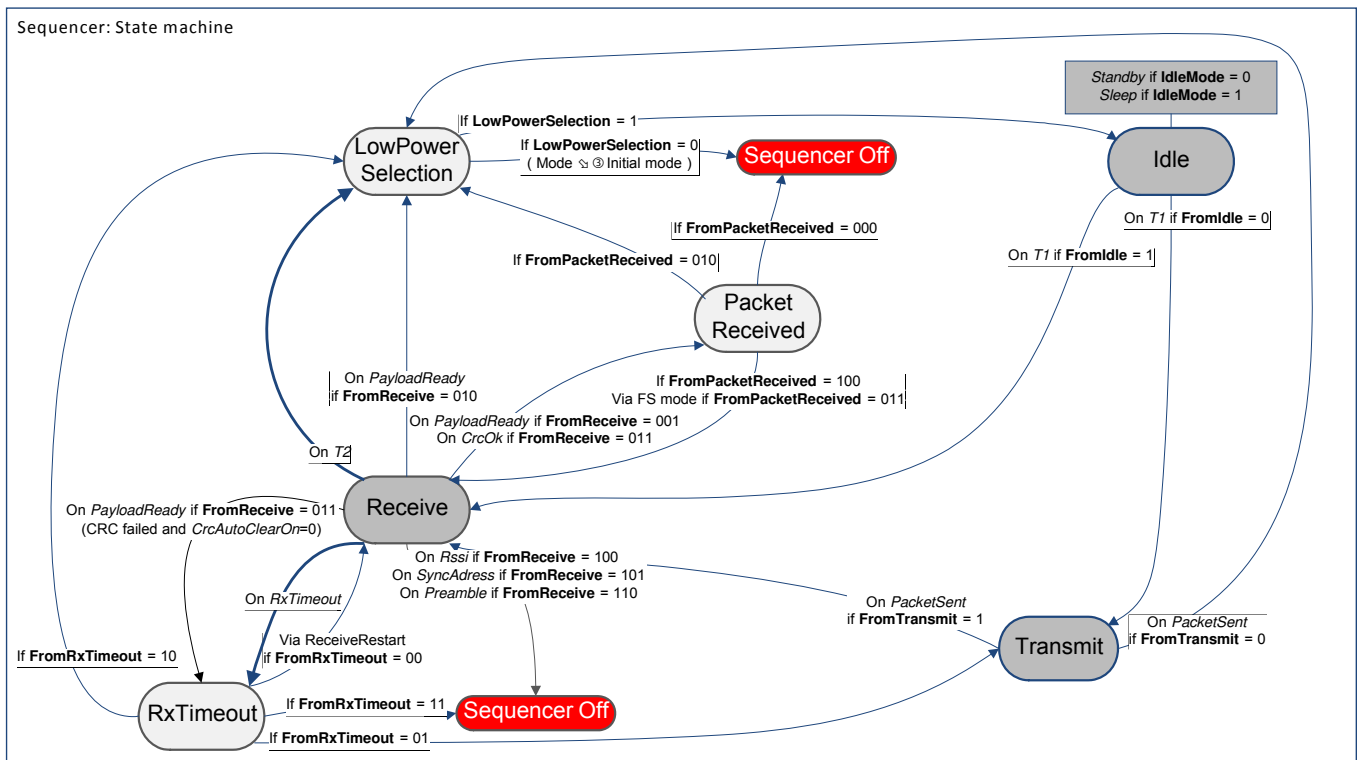 Sequencer: State machine
Standby if IdleMode = 0
Sleep if IdleMode = 1
If LowPowerSelection = 1
LowPower
Selection
If LowPowerSelection = 0
( Mode ⇘ ③ Initial mode )
Sequencer Off
Idle
On T1 if FromIdle = 0
If FromPacketReceived = 000
On T1 if FromIdle = 1
If FromPacketReceived = 010
Packet
Received
On PayloadReady
if FromReceive = 010
If FromPacketReceived = 100
Via FS mode if FromPacketReceived = 011
On PayloadReady if FromReceive = 001
On CrcOk if FromReceive = 011
On T2
Receive
On PayloadReady if FromReceive = 011
(CRC failed and CrcAutoClearOn=0)
On Rssi if FromReceive = 100
On SyncAdress if FromReceive = 101
On Preamble if FromReceive = 110
On RxTimeout
On PacketSent
if FromTransmit = 1
On PacketSent
if FromTransmit = 0
Via ReceiveRestart
if FromRxTimeout = 00
Transmit
If FromRxTimeout = 10
RxTimeout
If FromRxTimeout = 11
Sequencer Off
If FromRxTimeout = 01